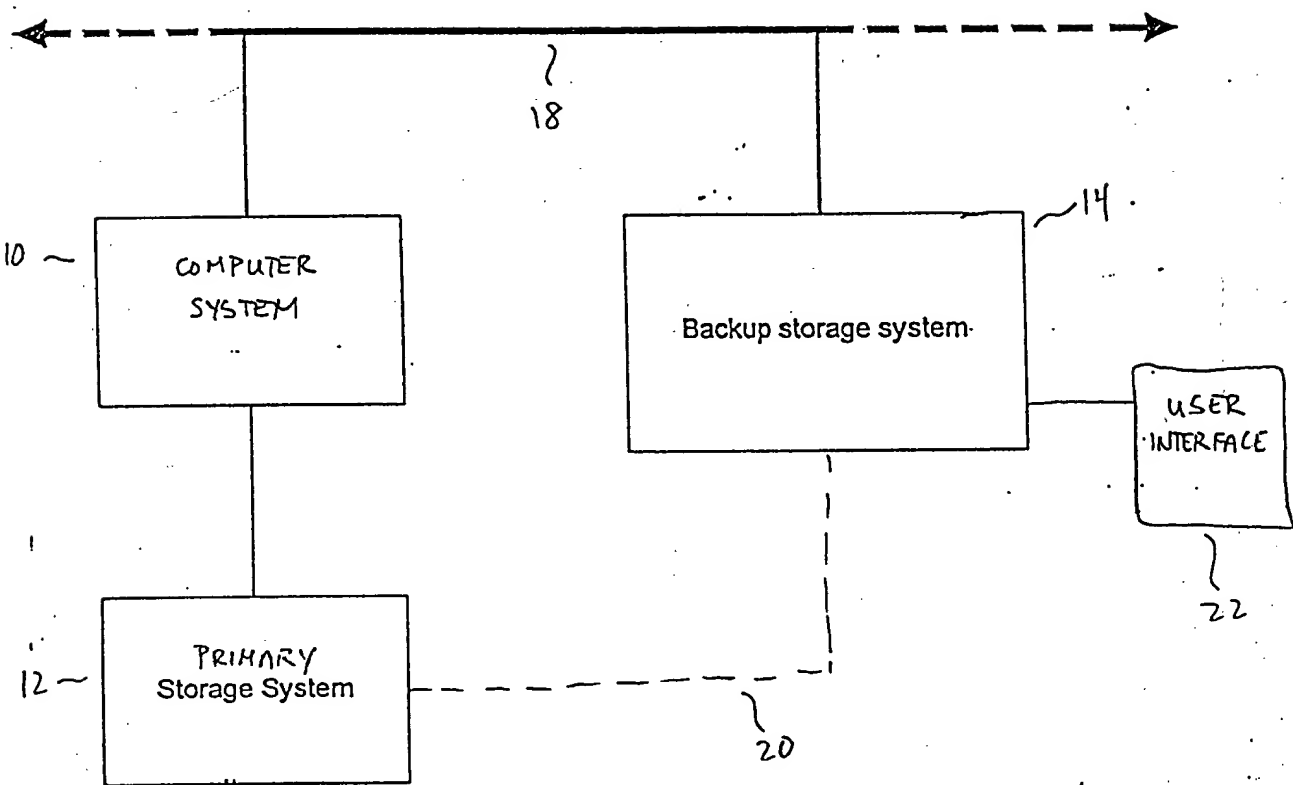 18
14
10
COMPUTER
SYSTEM
Backup storage system
USER
INTERFACE
22
12
PRIMARY
Storage System
20